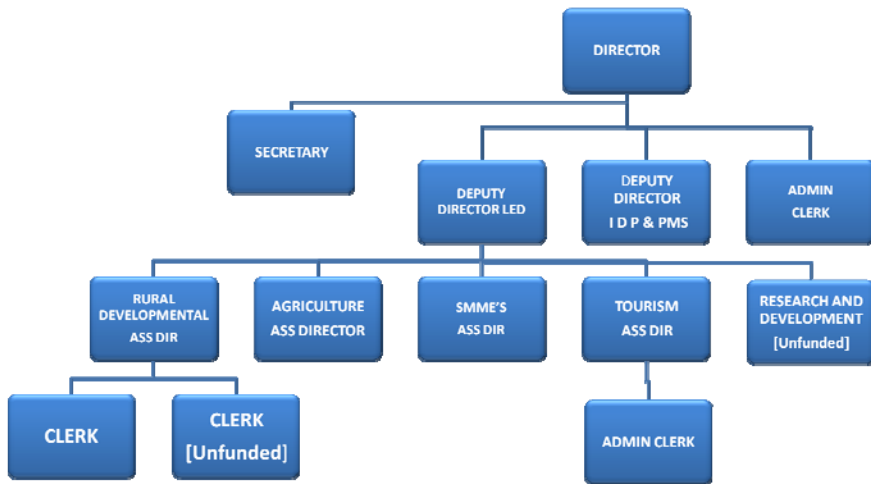 DIRECTOR
SECRETARY
DEPUTY
DIRECTOR LED
DEPUTY
DIRECTOR
I D P & PMS
ADMIN
CLERK
RURAL
DEVELOPMENTAL
ASS DIR
AGRICULTURE
ASS DIRECTOR
SMME'S
ASS DIR
TOURISM
ASS DIR
RESEARCH AND
DEVELOPMENT
[Unfunded]
CLERK
CLERK
[Unfunded]
ADMIN CLERK